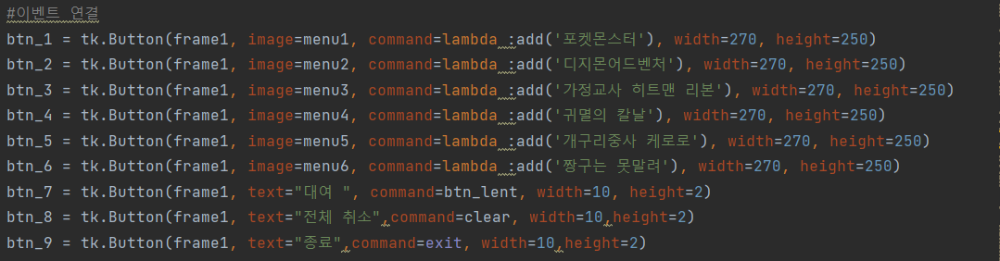 #이벤트 연결
btn_1 = tk.Button(frame1, image=menu1, command=lambda :add('포켓몬스터'), width=270, height=250)
btn_2 = tk.Button(frame1, image=menu2, command=lambda :add('디지몬어드벤처'), width=270, height=250)
btn_3 = tk.Button(frame1, image=menu3, command=lambda :add('가정교사 히트맨 리본'), width=270, height=250)
btn_4 = tk.Button(frame1, image=menu4, command=lambda :add('귀멸의 칼날'), width=270, height=250)
btn_5 = tk.Button(frame1, image=menu5, command=lambda :add('개구리중사 케로로'), width=270, height=250)
btn_6 = tk.Button(frame1, image=menu6, command=lambda :add('짱구는 못말려'), width=270, height=250)
btn_7 = tk.Button(frame1, text="대여 ", command=btn_lent, width=10, height=2)
btn_8 = tk.Button(frame1, text="전체 취소",command=clear, width=10,height=2)
btn_9 = tk.Button(frame1, text="종료",command=exit, width=10,height=2)